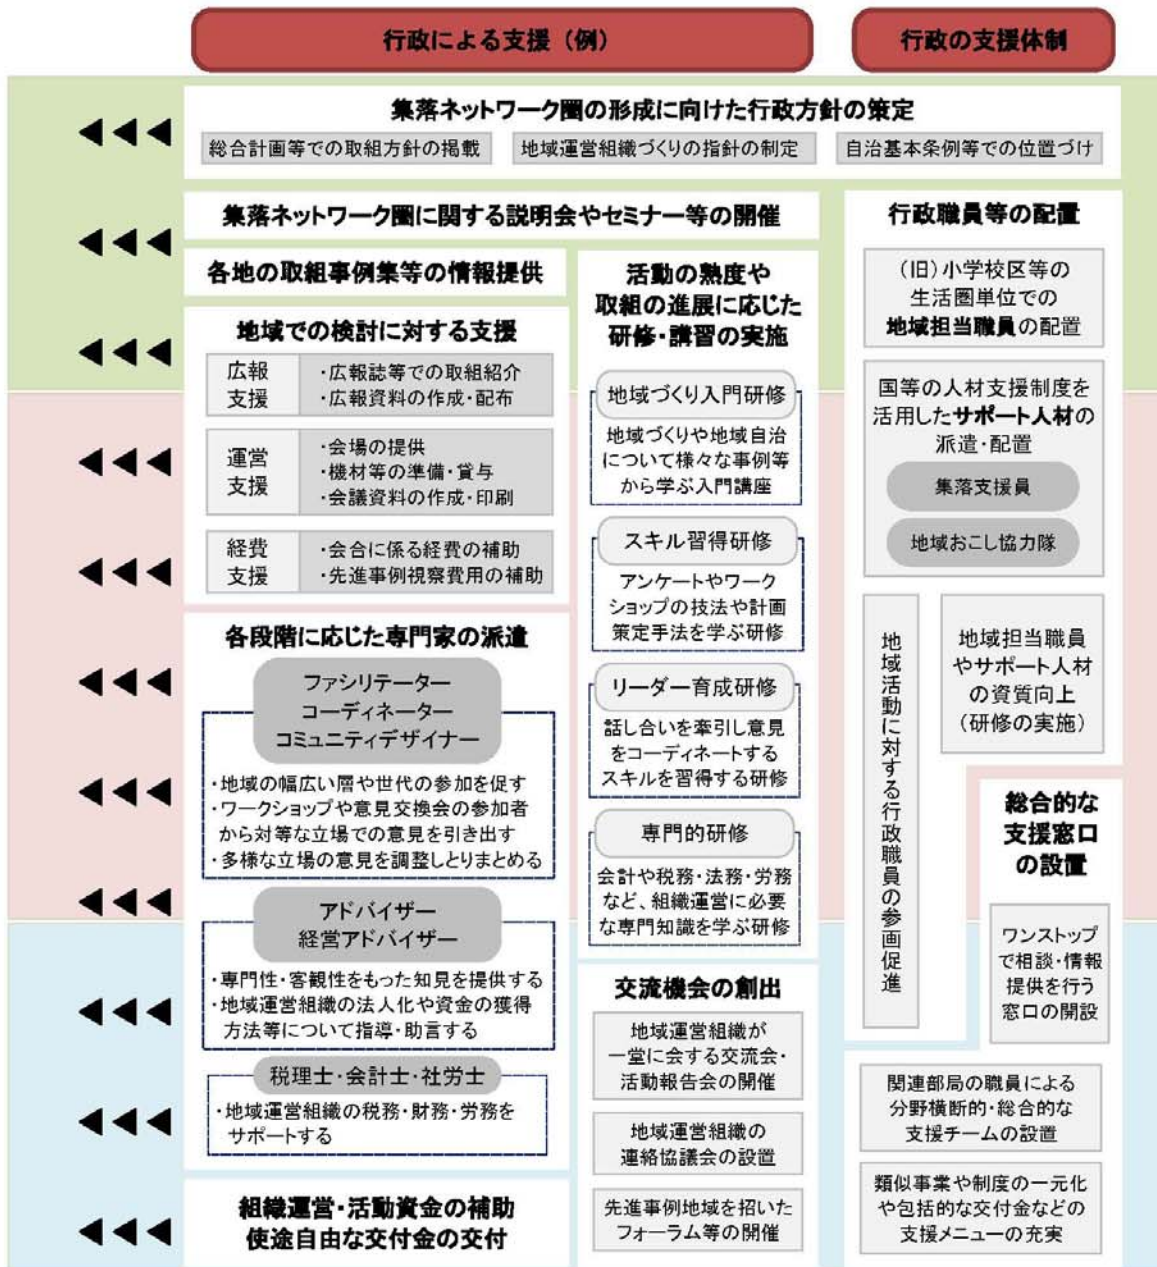 行政による支援（例）
行政の支援体制
集落ネットワーク圏の形成に向けた行政方針の策定
総合計画等での取組方針の掲載
地域運営組織づくりの指針の制定
自治基本条例等での位置づけ
集落ネットワーク圏に関する説明会やセミナー等の開催
各地の取組事例集等の情報提供
地域での検討に対する支援
広報
支援
・広報誌等での取組紹介
・広報資料の作成・配布
運営
支援
・会場の提供
・機材等の準備・貸与
・会議資料の作成・印刷
経費
支援
・会合に係る経費の補助
・先進事例視察費用の補助
各段階に応じた専門家の派遣
ファシリテーター
コーディネーター
コミュニティデザイナー
・地域の幅広い層や世代の参加を促す
・ワークショップや意見交換会の参加者
から対等な立場での意見を引き出す
・多様な立場の意見を調整しとりまとめる
アドバイザー
経営アドバイザー
・専門性・客観性をもった知見を提供する
・地域運営組織の法人化や資金の獲得
方法等について指導・助言する
税理士・会計士・社労士
・地域運営組織の税務・財務・労務を
サポートする
組織運営・活動資金の補助
使途自由な交付金の交付
活動の熟度や
取組の進展に応じた
研修・講習の実施
地域づくり入門研修
地域づくりや地域自治
について様々な事例等
から学ぶ入門講座
スキル習得研修
アンケートやワーク
ショップの技法や計画
策定手法を学ぶ研修
リーダー育成研修
話し合いを牽引し意見
をコーディネートする
スキルを習得する研修
専門的研修
会計や税務・法務・労務
など、組織運営に必要
な専門知識を学ぶ研修
交流機会の創出
地域運営組織が
一堂に会する交流会・
活動報告会の開催
地域運営組織の
連絡協議会の設置
先進事例地域を招いた
フォーラム等の開催
行政職員等の配置
（旧）小学校区等の
生活圏単位での
地域担当職員の配置
国等の人材支援制度を
活用したサポート人材の
派遣・配置
集落支援員
地域おこし協力隊
地域活動に対する行政職員の参画促進
地域担当職員
やサポート人材
の資質向上
（研修の実施）
総合的な
支援窓口
の設置
ワンストップ
で相談・情報
提供を行う
窓口の開設
関連部局の職員による
分野横断的・総合的な
支援チームの設置
類似事業や制度の一元化
や包括的な交付金などの
支援メニューの充実